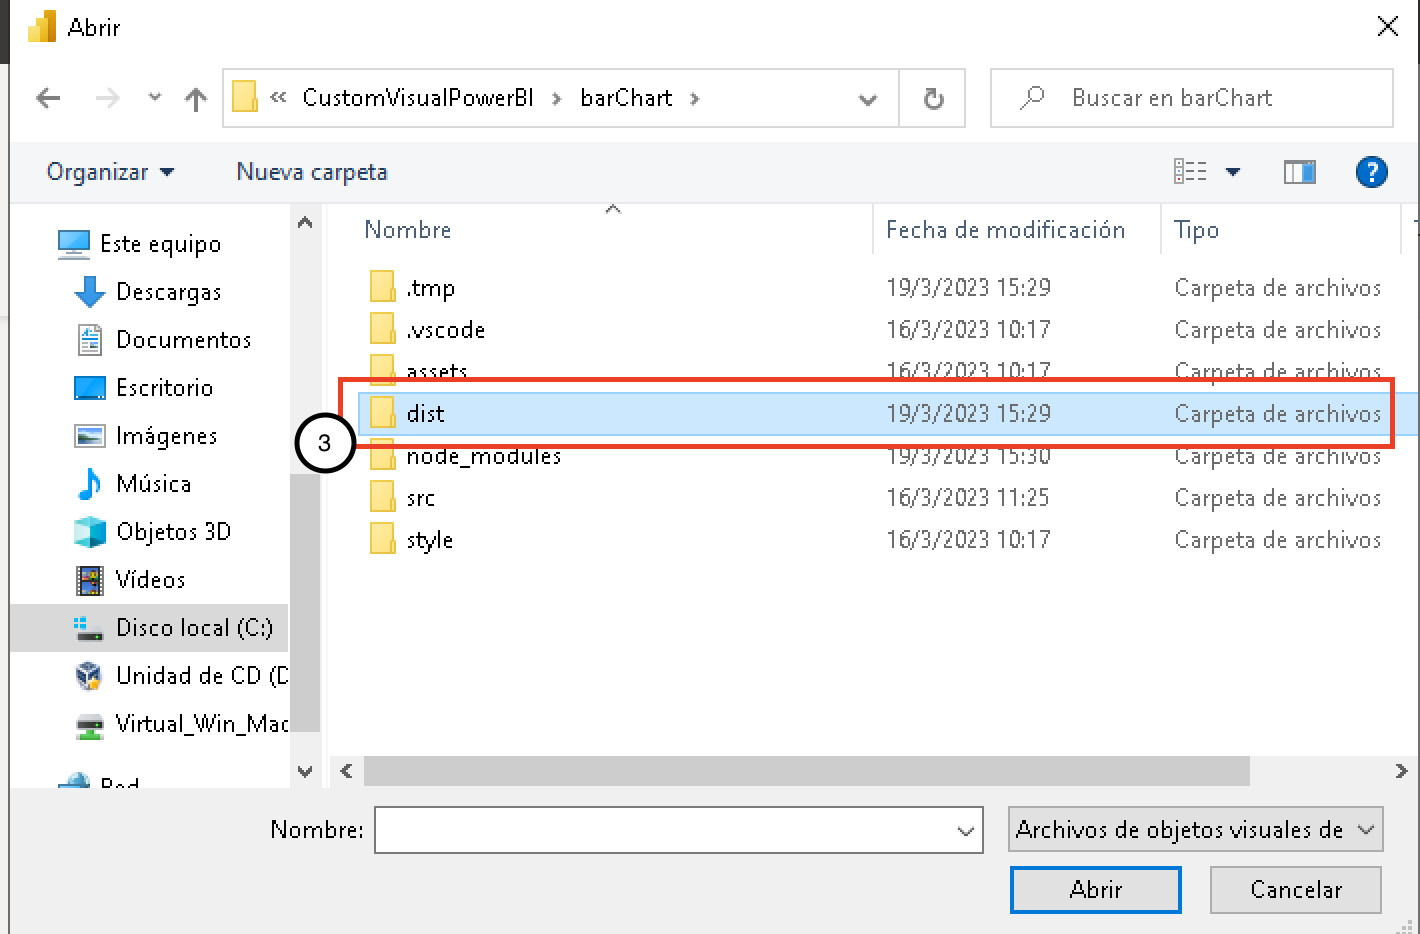 Abrir
« CustomVisualPowerBI > barChart >
Buscar en barChart
Organizar
Nueva carpeta
?
Nombre Fecha de modificación Tipo
.tmp 19/3/2023 15:29 Carpeta de archivos
.vscode 16/3/2023 10:17 Carpeta de archivos
assets 16/3/2023 10:17 Carpeta de archivos
dist 19/3/2023 15:29 Carpeta de archivos
3
node_modules 19/3/2023 15:30 Carpeta de archivos
src 16/3/2023 11:25 Carpeta de archivos
style 16/3/2023 10:17 Carpeta de archivos
Este equipo
Descargas
Documentos
Escritorio
Imágenes
Música
Objetos 3D
Vídeos
Disco local (C:)
Unidad de CD (D
Virtual_Win_Mac
Red
Nombre:
Archivos de objetos visuales de
Abrir
Cancelar